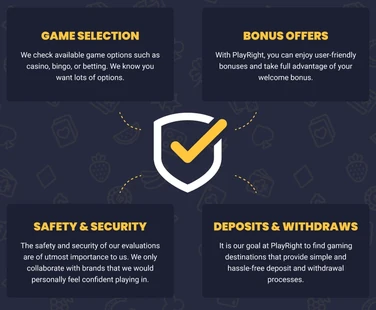 GAME SELECTION
We check available game options such as
casino, bingo, or betting. We know you
want lots of options.
BONUS OFFERS
With PlayRight, you can enjoy user-friendly
bonuses and take full advantage of your
welcome bonus.
SAFETY & SECURITY
The safety and security of our evaluations
are of utmost importance to us. We only
collaborate with brands that we would
personally feel confident playing in.
DEPOSITS & WITHDRAWS
It is our goal at PlayRight to find gaming
destinations that provide simple and
hassle-free deposit and withdrawal
processes.